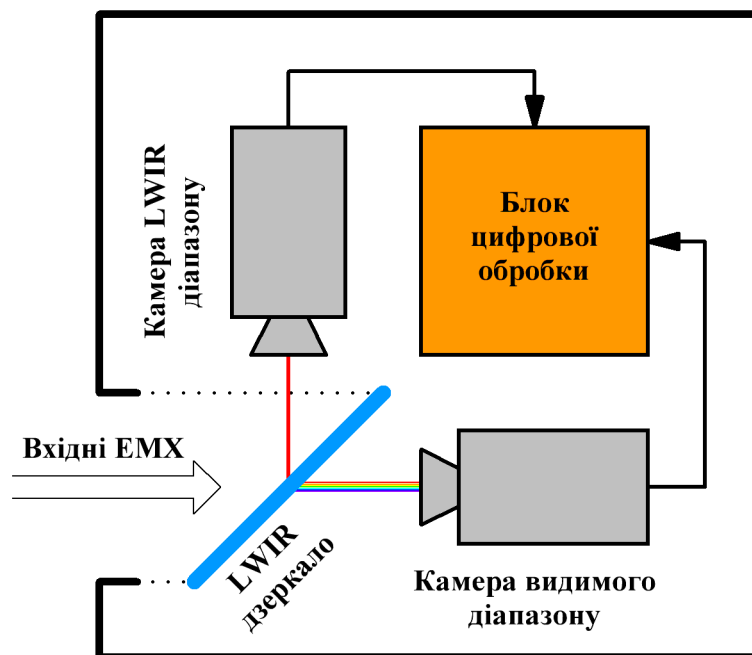 Камера LWIR
діапазону
Блок
цифрової
обробки
Вхідні ЕМХ
LWIR
дзеркало
Камера видимого
діапазону